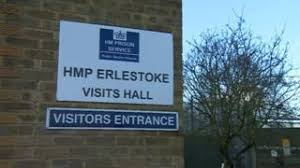 HM PRISON
SERVICE
HMP ERLESTOKE
VISITS HALL
VISITORS ENTRANCE